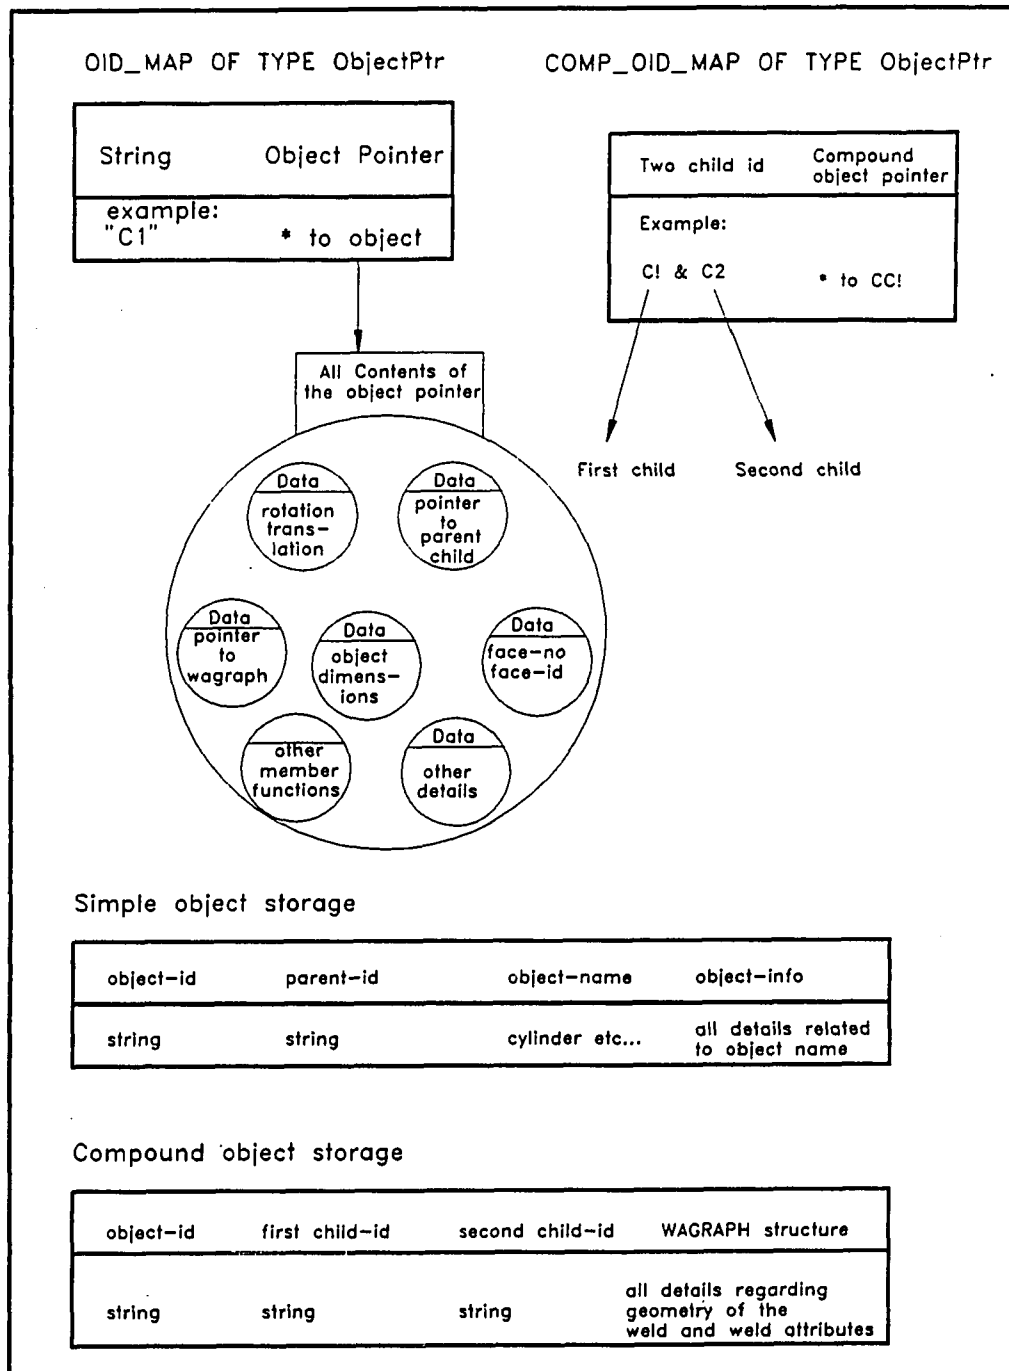 OID_MAP OF TYPE ObjectPtr
COMP_OID_MAP OF TYPE ObjectPtr
String Object Pointer
example:
"C1" * to object
Two child id Compound
object pointer
Example:
C! & C2 * to CC!
First child Second child
All Contents of
the object pointer
Data
rotation
trans-
lation
Data
pointer
to
parent
child
Data
pointer
to
wagraph
Data
object
dimens-
ions
Data
face-no
face-id
other
member
functions
Data
other
details
Simple object storage
object-id parent-id object-name object-info
string string cylinder etc... all details related
to object name
Compound object storage
object-id first child-id second child-id WAGRAPH structure
string string string all details regarding
geometry of the
weld and weld attributes